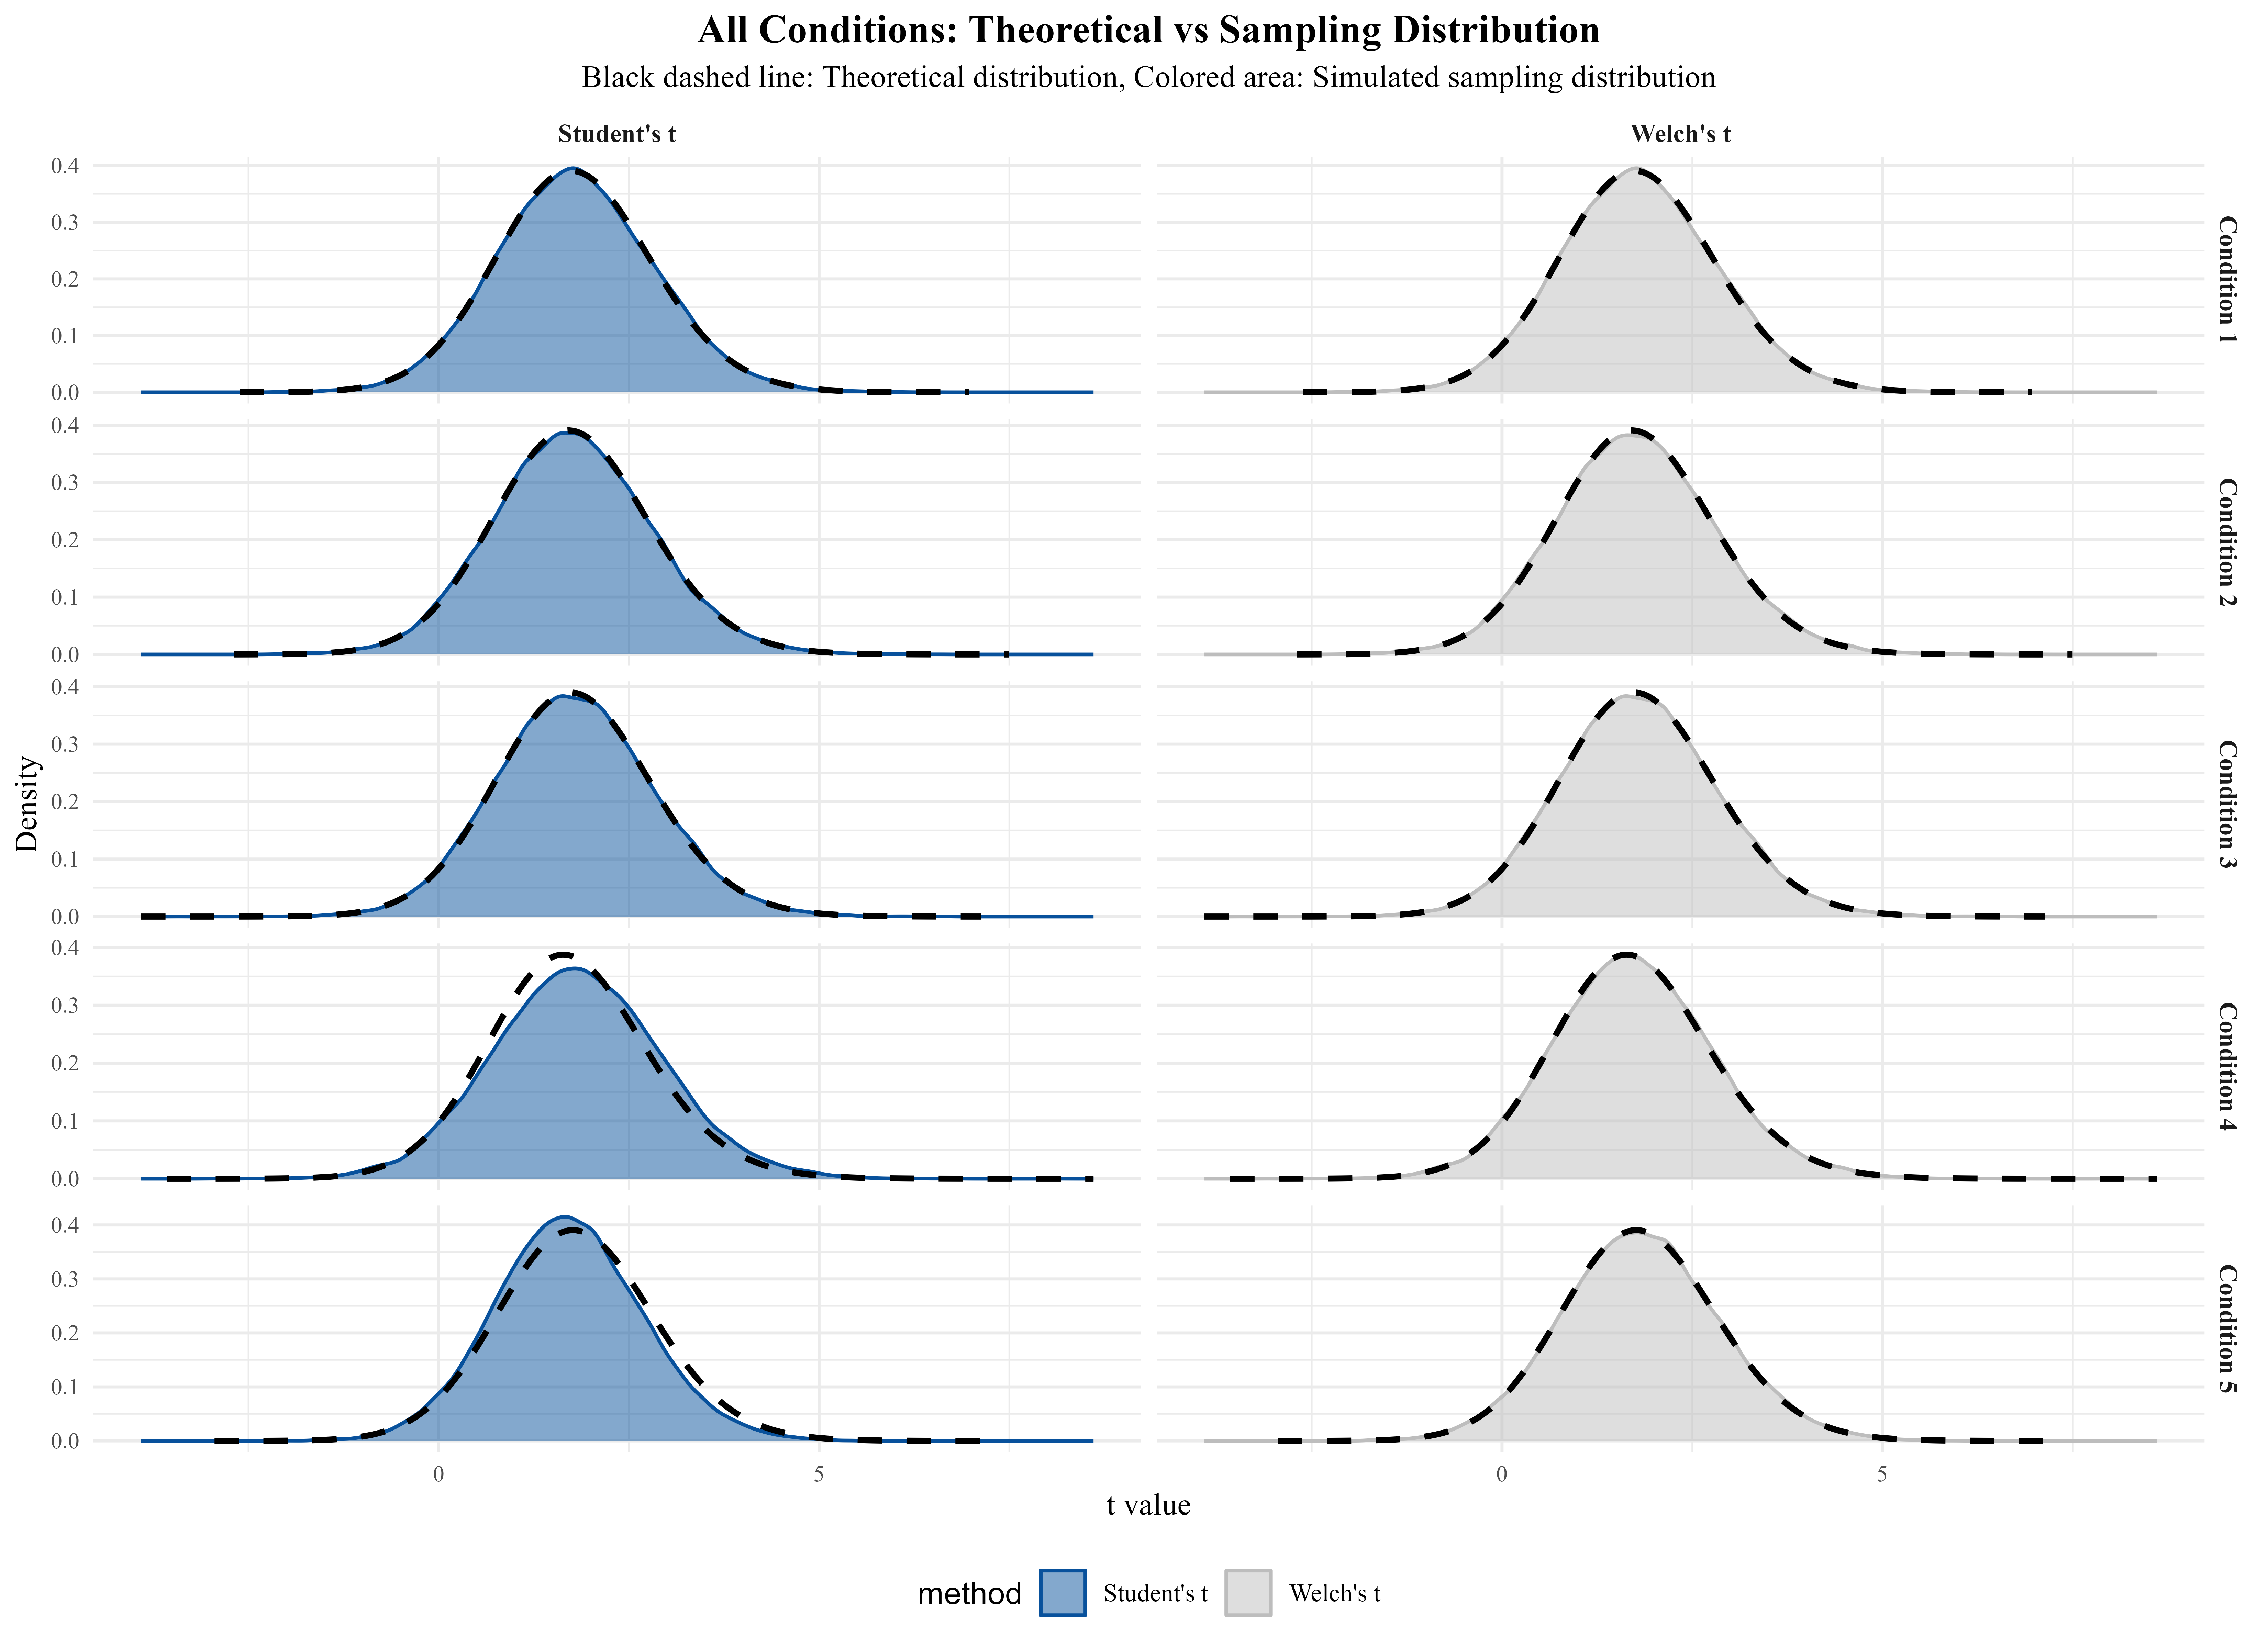 All Conditions: Theoretical vs Sampling Distribution
Black dashed line: Theoretical distribution, Colored area: Simulated sampling distribution
Student's t
Welch's t
0.4
0.3
0.2
0.1
0.0
Condition 1
0.4
0.3
0.2
0.1
0.0
Condition 2
0.4
0.3
0.2
0.1
0.0
Condition 3
Density
0.4
0.3
0.2
0.1
0.0
Condition 4
0.4
0.3
0.2
0.1
0.0
Condition 5
0 5 0 5
t value
method Student's t Welch's t